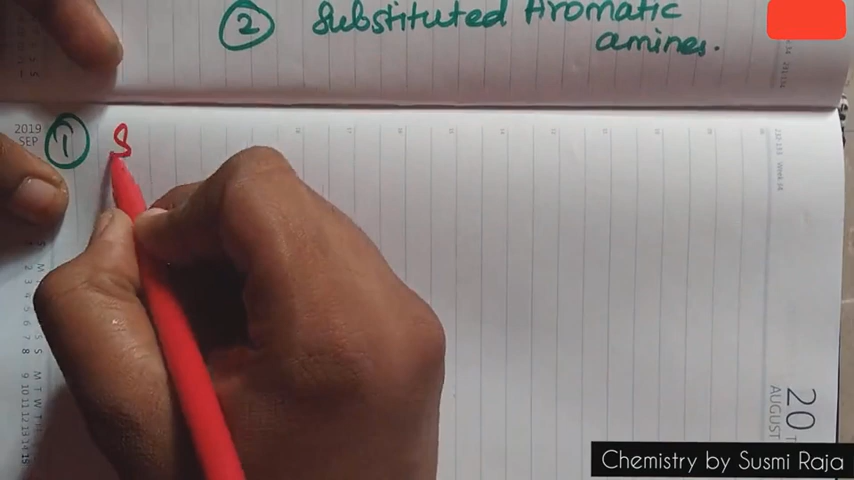 ② Substituted Aromatic
amines.
2019
SEP
① S
20
AUGUST
Chemistry by Susmi Raja